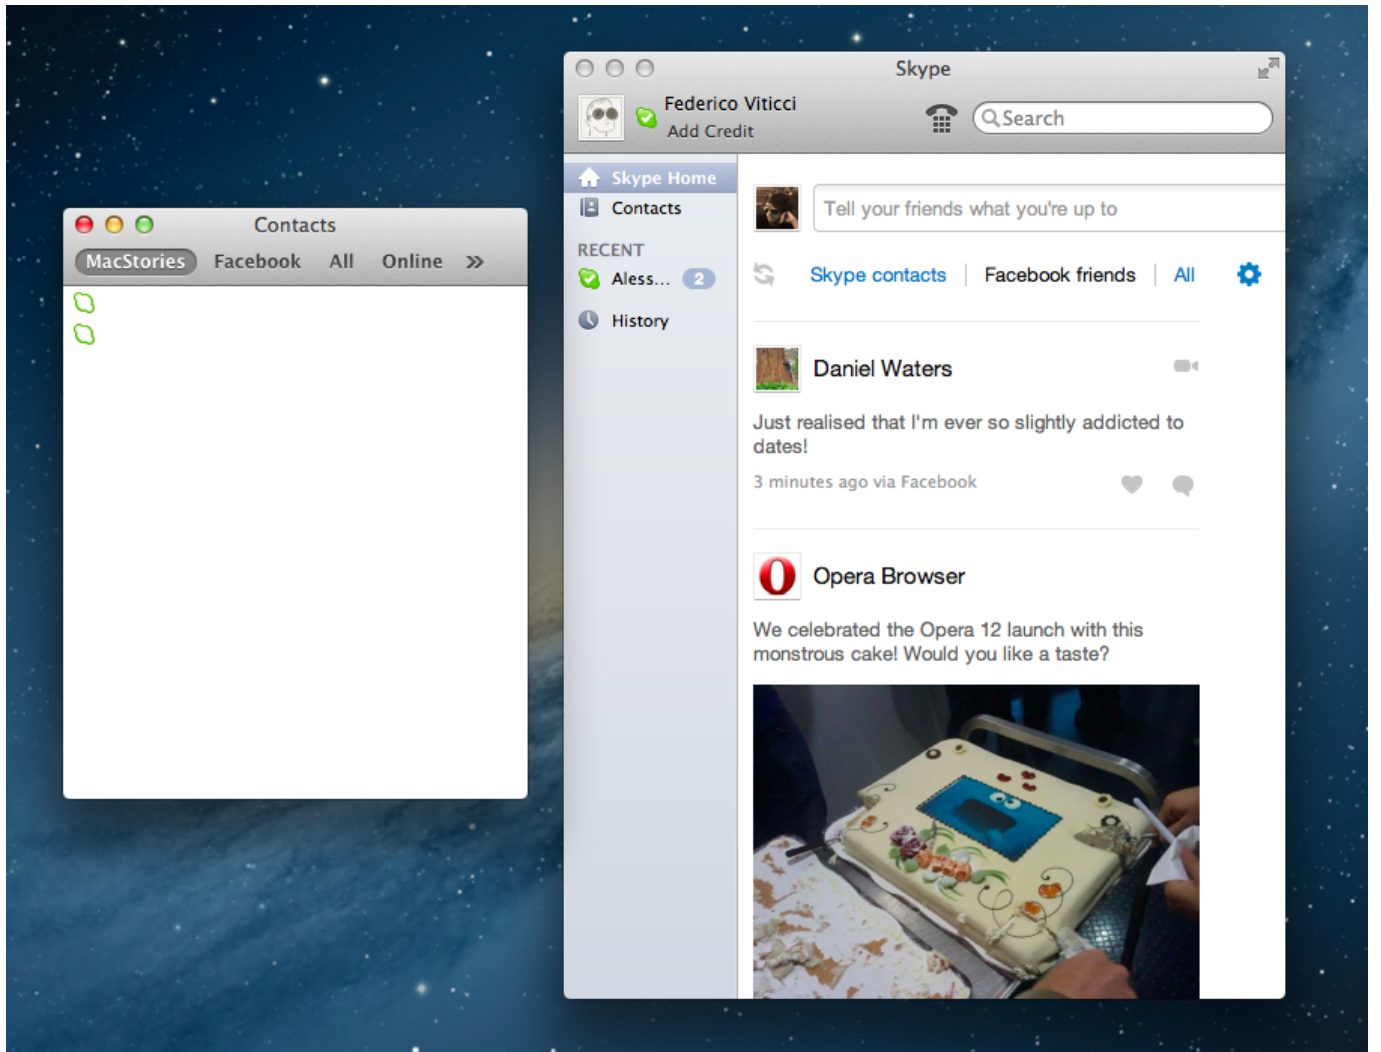 Contacts
MacStories Facebook All Online »
Skype
Federico Viticci
Add Credit
Search
Skype Home
Contacts
RECENT
Aless... 2
History
Tell your friends what you're up to
Skype contacts Facebook friends All
Daniel Waters
Just realised that I'm ever so slightly addicted to
dates!
3 minutes ago via Facebook
Opera Browser
We celebrated the Opera 12 launch with this
monstrous cake! Would you like a taste?